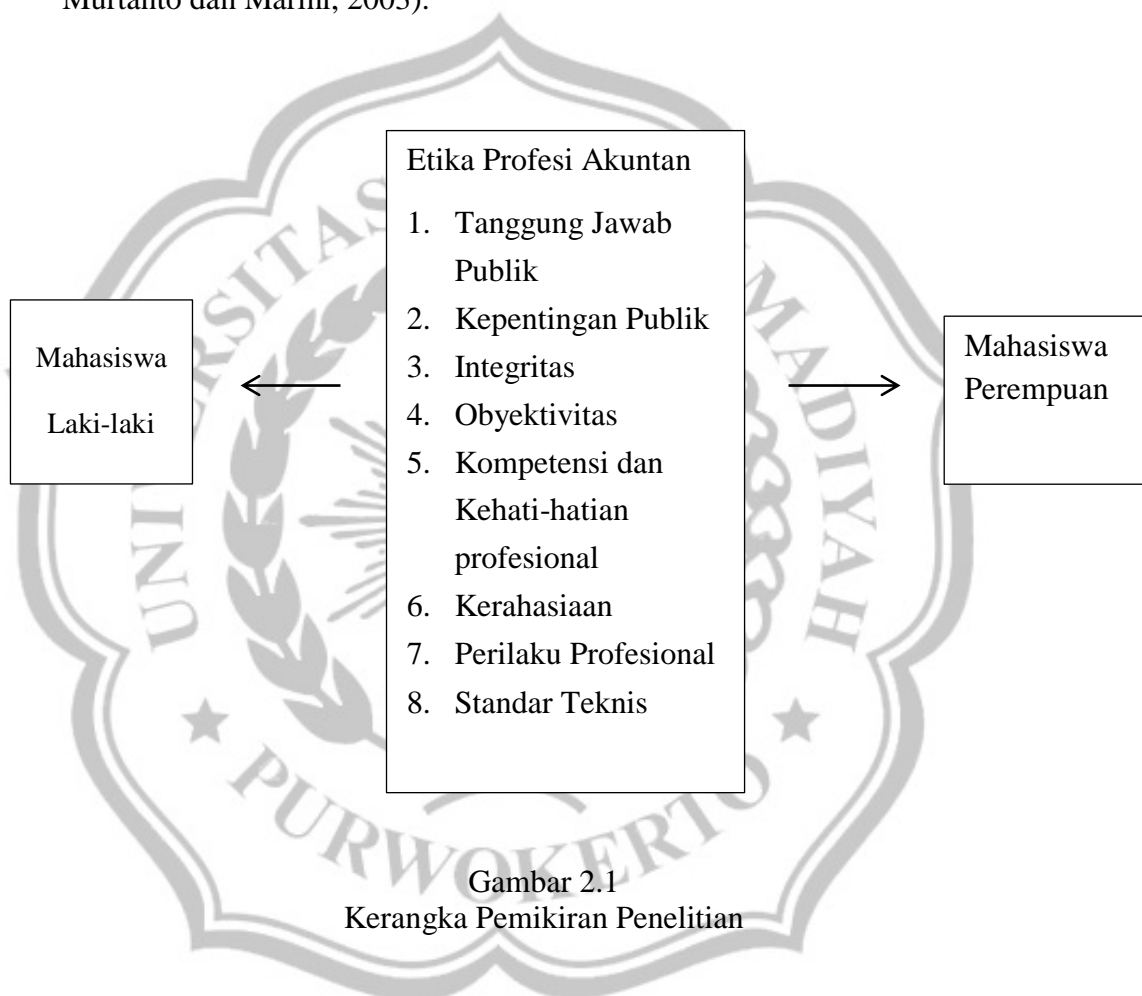 Murtanto dan Marini, 2003).
Etika Profesi Akuntan
1. Tanggung Jawab
Publik
2. Kepentingan Publik
3. Integritas
4. Obyektivitas
5. Kompetensi dan
Kehati-hatian
profesional
6. Kerahasiaan
7. Perilaku Profesional
8. Standar Teknis
Mahasiswa
Laki-laki
Mahasiswa
Perempuan
Gambar 2.1
Kerangka Pemikiran Penelitian
PURWOKERTO